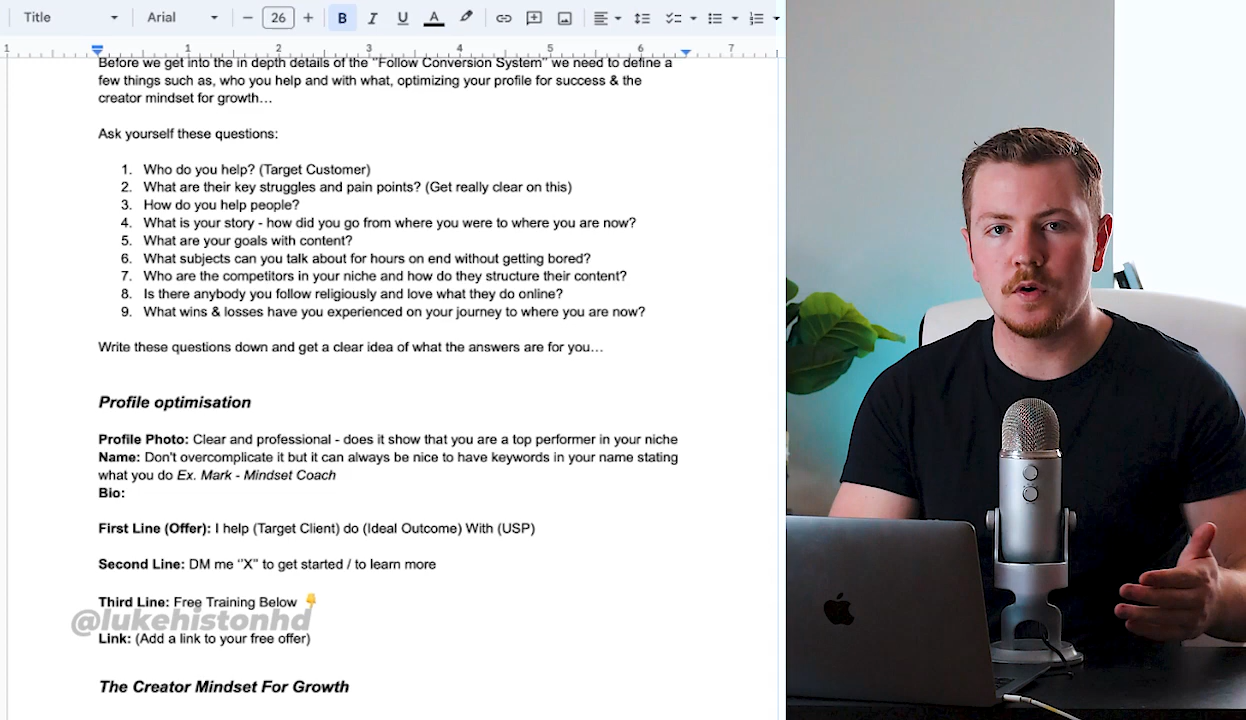 Title
Arial
26
B
I
U
A
1
1
2
3
4
5
6
7
Before we get into the in depth details of the "Follow Conversion System" we need to define a
few things such as, who you help and with what, optimizing your profile for success & the
creator mindset for growth…
Ask yourself these questions:
1. Who do you help? (Target Customer)
2. What are their key struggles and pain points? (Get really clear on this)
3. How do you help people?
4. What is your story - how did you go from where you were to where you are now?
5. What are your goals with content?
6. What subjects can you talk about for hours on end without getting bored?
7. Who are the competitors in your niche and how do they structure their content?
8. Is there anybody you follow religiously and love what they do online?
9. What wins & losses have you experienced on your journey to where you are now?
Write these questions down and get a clear idea of what the answers are for you…
Profile optimisation
Profile Photo: Clear and professional - does it show that you are a top performer in your niche
Name: Don't overcomplicate it but it can always be nice to have keywords in your name stating
what you do Ex. Mark - Mindset Coach
Bio:
First Line (Offer): I help (Target Client) do (Ideal Outcome) With (USP)
Second Line: DM me "X" to get started / to learn more
Third Line: Free Training Below 👇
@lukehistonhd
Link: (Add a link to your free offer)
The Creator Mindset For Growth